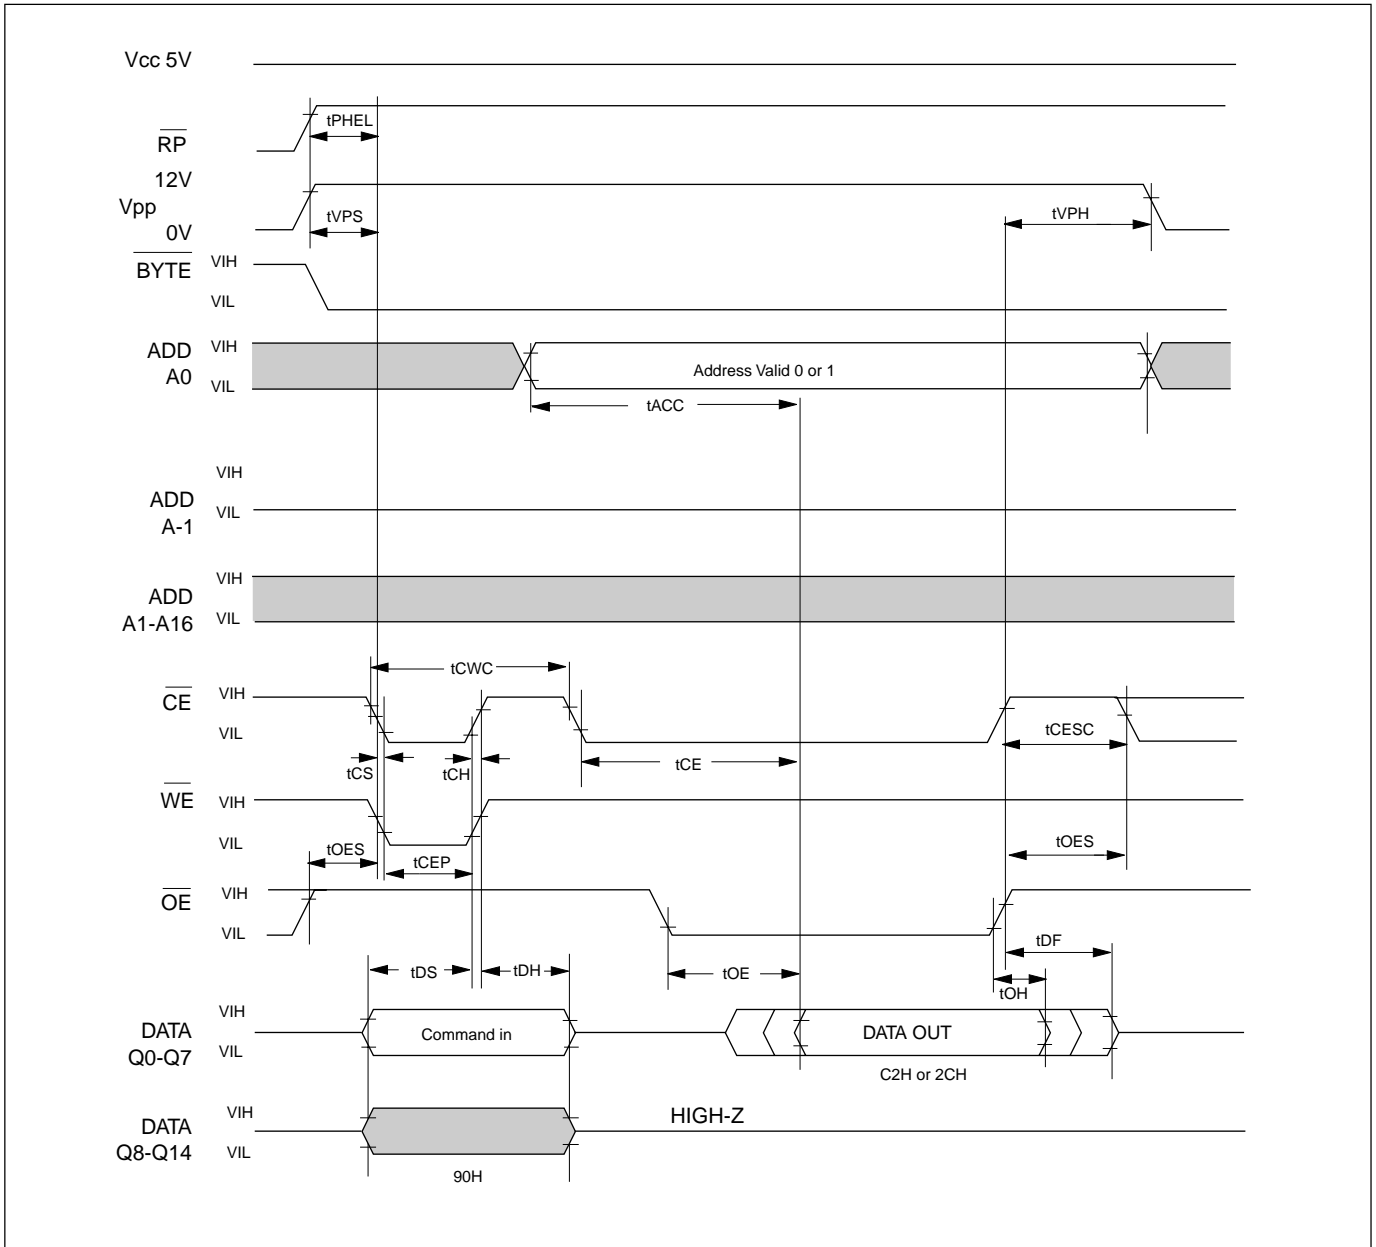 Vcc 5V
RP
tPHEL
12V
Vpp
0V
tVPS
tVPH
BYTE
VIH
VIL
ADD
A0
VIH
VIL
Address Valid 0 or 1
tACC
ADD
A-1
VIH
VIL
ADD
A1-A16
VIH
VIL
tCWC
CE
VIH
VIL
tCESC
tCS
tCH
tCE
WE
VIH
VIL
tOES
tCEP
tOES
OE
VIH
VIL
tDF
tDS
tDH
tOE
tOH
DATA
Q0-Q7
VIH
VIL
Command in
DATA OUT
C2H or 2CH
DATA
Q8-Q14
VIH
VIL
HIGH-Z
90H